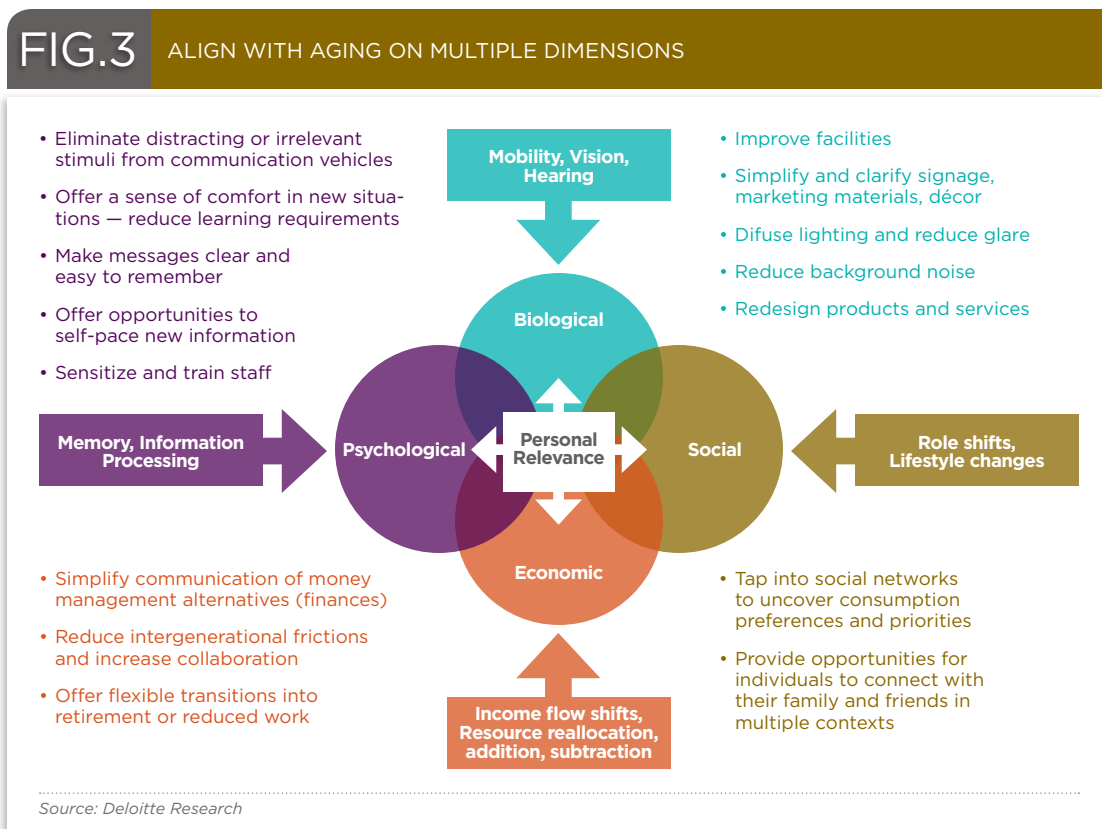 FIG.3
ALIGN WITH AGING ON MULTIPLE DIMENSIONS
• Eliminate distracting or irrelevant
stimuli from communication vehicles
• Offer a sense of comfort in new situa-
tions — reduce learning requirements
• Make messages clear and
easy to remember
• Offer opportunities to
self-pace new information
• Sensitize and train staff
Mobility, Vision,
Hearing
• Improve facilities
• Simplify and clarify signage,
marketing materials, décor
• Difuse lighting and reduce glare
• Reduce background noise
• Redesign products and services
Biological
Memory, Information
Processing
Psychological
Personal
Relevance
Social
Role shifts,
Lifestyle changes
Economic
• Simplify communication of money
management alternatives (finances)
• Reduce intergenerational frictions
and increase collaboration
• Offer flexible transitions into
retirement or reduced work
Income flow shifts,
Resource reallocation,
addition, subtraction
• Tap into social networks
to uncover consumption
preferences and priorities
• Provide opportunities for
individuals to connect with
their family and friends in
multiple contexts
Source: Deloitte Research